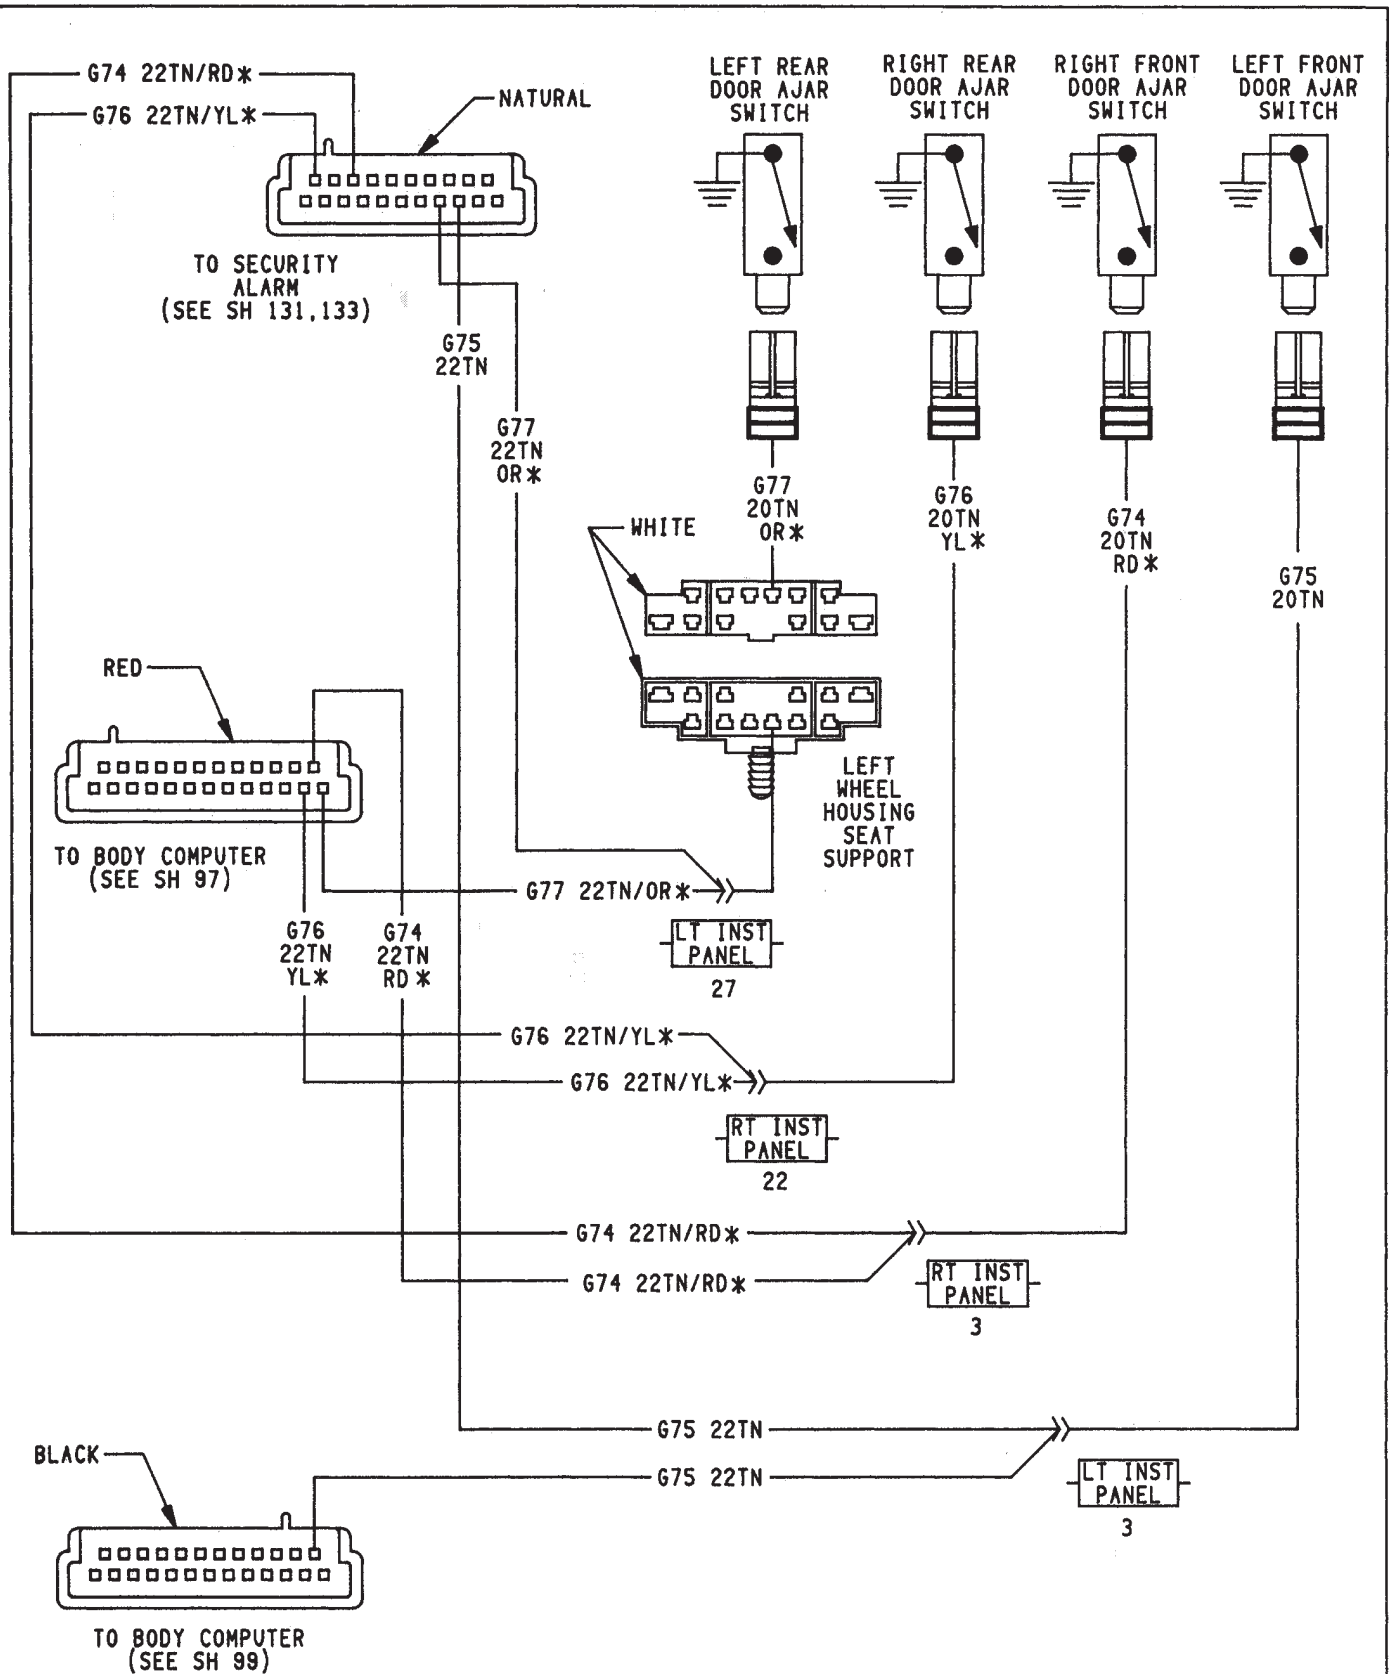 G74 22TN/RD*
G76 22TN/YL*
NATURAL
TO SECURITY
ALARM
(SEE SH 131,133)
LEFT REAR
DOOR AJAR
SWITCH
RIGHT REAR
DOOR AJAR
SWITCH
RIGHT FRONT
DOOR AJAR
SWITCH
LEFT FRONT
DOOR AJAR
SWITCH
G75
22TN
G77
22TN
OR*
G77
20TN
OR*
G76
20TN
YL*
G74
20TN
RD*
G75
20TN
WHITE
RED
TO BODY COMPUTER
(SEE SH 97)
LEFT
WHEEL
HOUSING
SEAT
SUPPORT
G77 22TN/OR*
G76
22TN
YL*
G74
22TN
RD*
LT INST
PANEL
27
G76 22TN/YL*
G76 22TN/YL*
RT INST
PANEL
22
G74 22TN/RD*
G74 22TN/RD*
RT INST
PANEL
3
G75 22TN
G75 22TN
LT INST
PANEL
3
BLACK
TO BODY COMPUTER
(SEE SH 99)